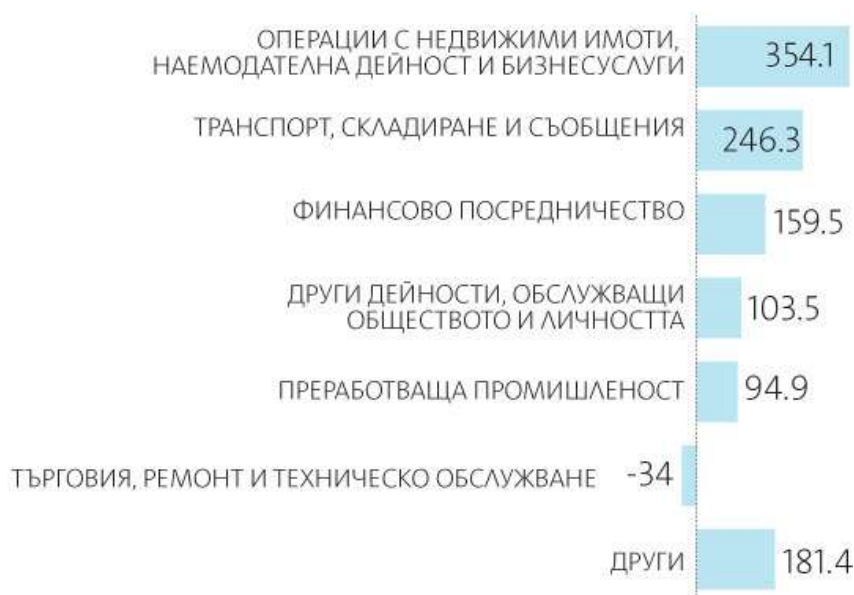 ОПЕРАЦИИ С НЕДВИЖИМИ ИМОТИ,
НАЕМОДАТЕЛНА ДЕЙНОСТ И БИЗНЕСУСЛУГИ
354.1
ТРАНСПОРТ, СКЛАДИРАНЕ И СЪОБЩЕНИЯ
246.3
ФИНАНСОВО ПОСРЕДНИЧЕСТВО
159.5
ДРУГИ ДЕЙНОСТИ, ОБСЛУЖВАЩИ
ОБЩЕСТВОТО И ЛИЧНОСТТА
103.5
ПРЕРАБОТВАЩА ПРОМИШЛЕНОСТ
94.9
ТЪРГОВИЯ, РЕМОНТ И ТЕХНИЧЕСКО ОБСЛУЖВАНЕ
-34
ДРУГИ
181.4